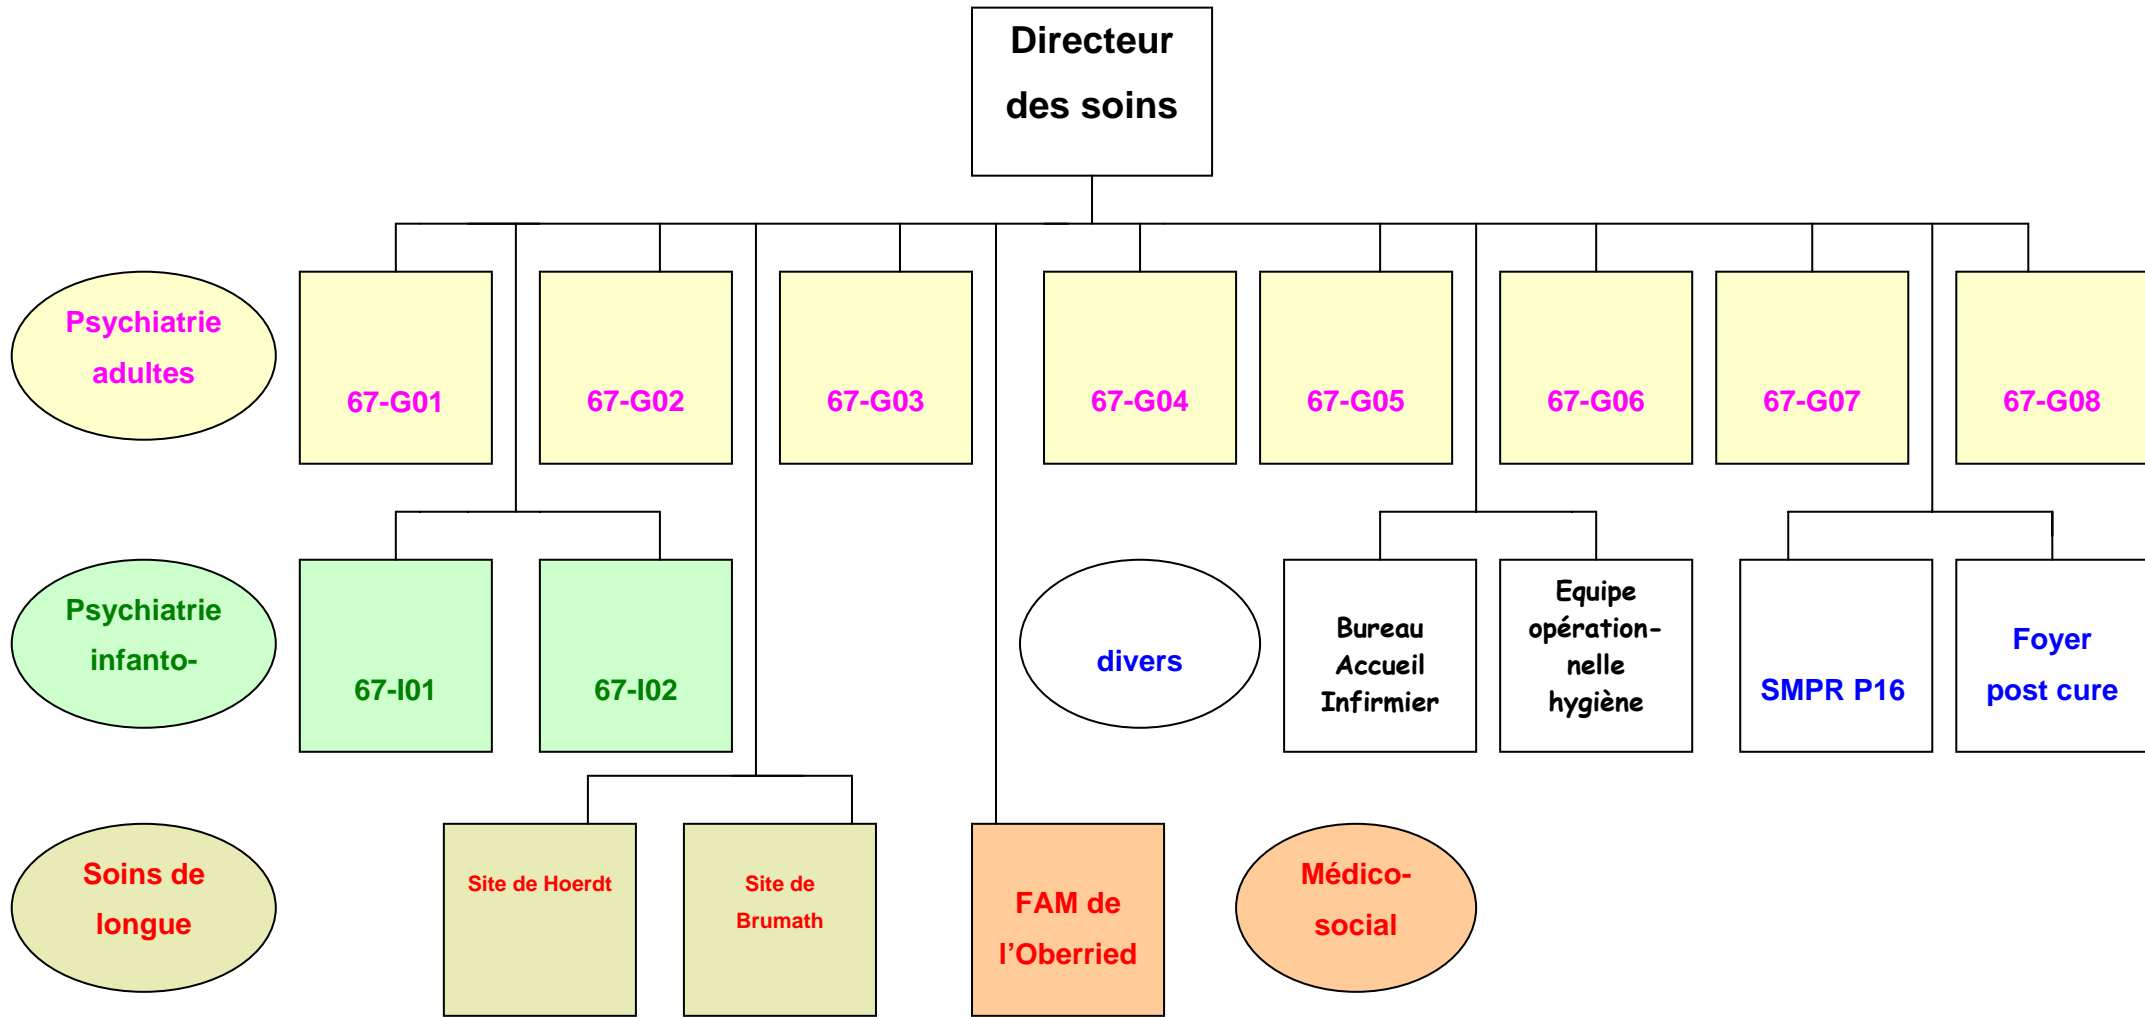 Directeur
des soins
Psychiatrie
adultes
67-G01
67-G02
67-G03
67-G04
67-G05
67-G06
67-G07
67-G08
Psychiatrie
infanto-
67-I01
67-I02
divers
Bureau
Accueil
Infirmier
Equipe
opération-
nelle
hygiène
SMPR P16
Foyer
post cure
Soins de
longue
Site de Hoerdt
Site de
Brumath
FAM de
l’Oberried
Médico-
social